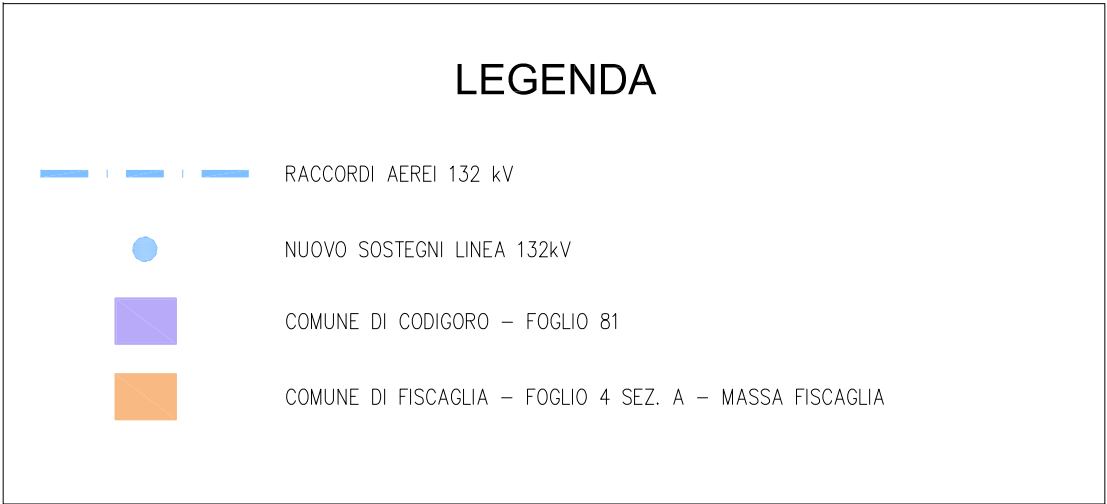 LEGENDA
RACCORDI AEREI 132 kV
NUOVO SOSTEGNI LINEA 132kV
COMUNE DI CODIGORO – FOGLIO 81
COMUNE DI FISCAGLIA – FOGLIO 4 SEZ. A – MASSA FISCAGLIA